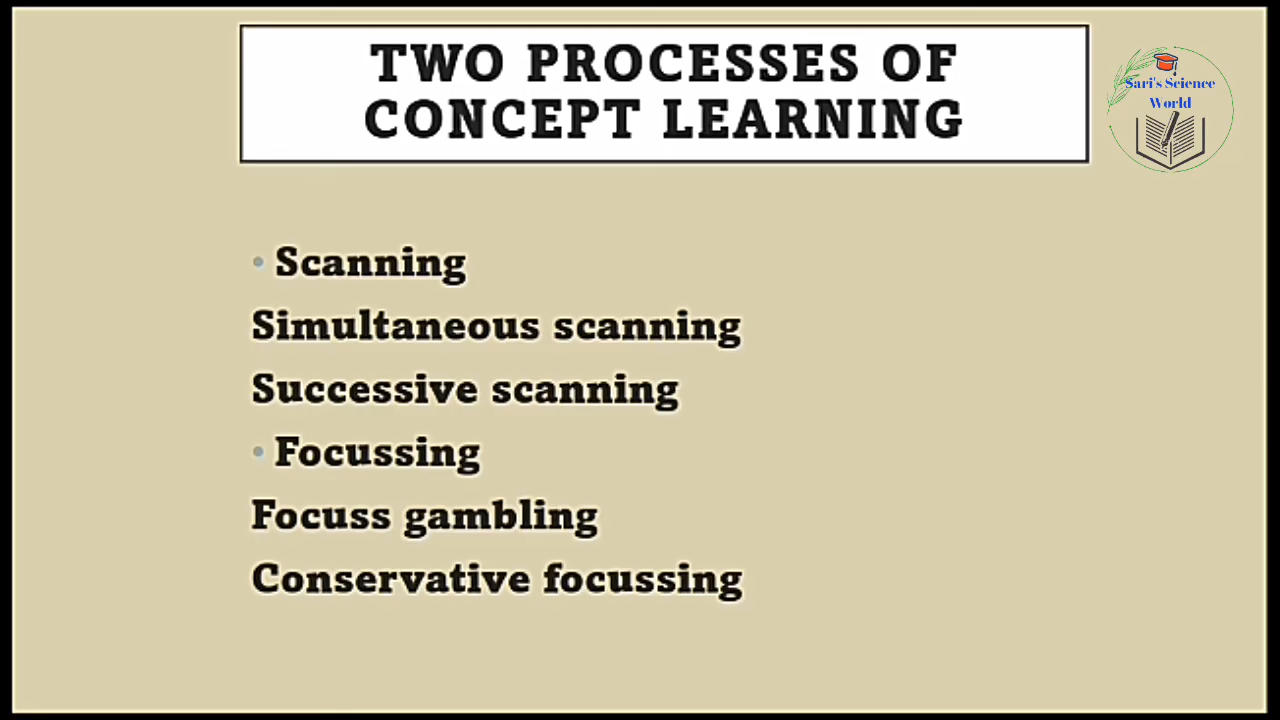 TWO PROCESSES OF
CONCEPT LEARNING
Sari's Science
World
• Scanning
Simultaneous scanning
Successive scanning
• Focussing
Focuss gambling
Conservative focussing